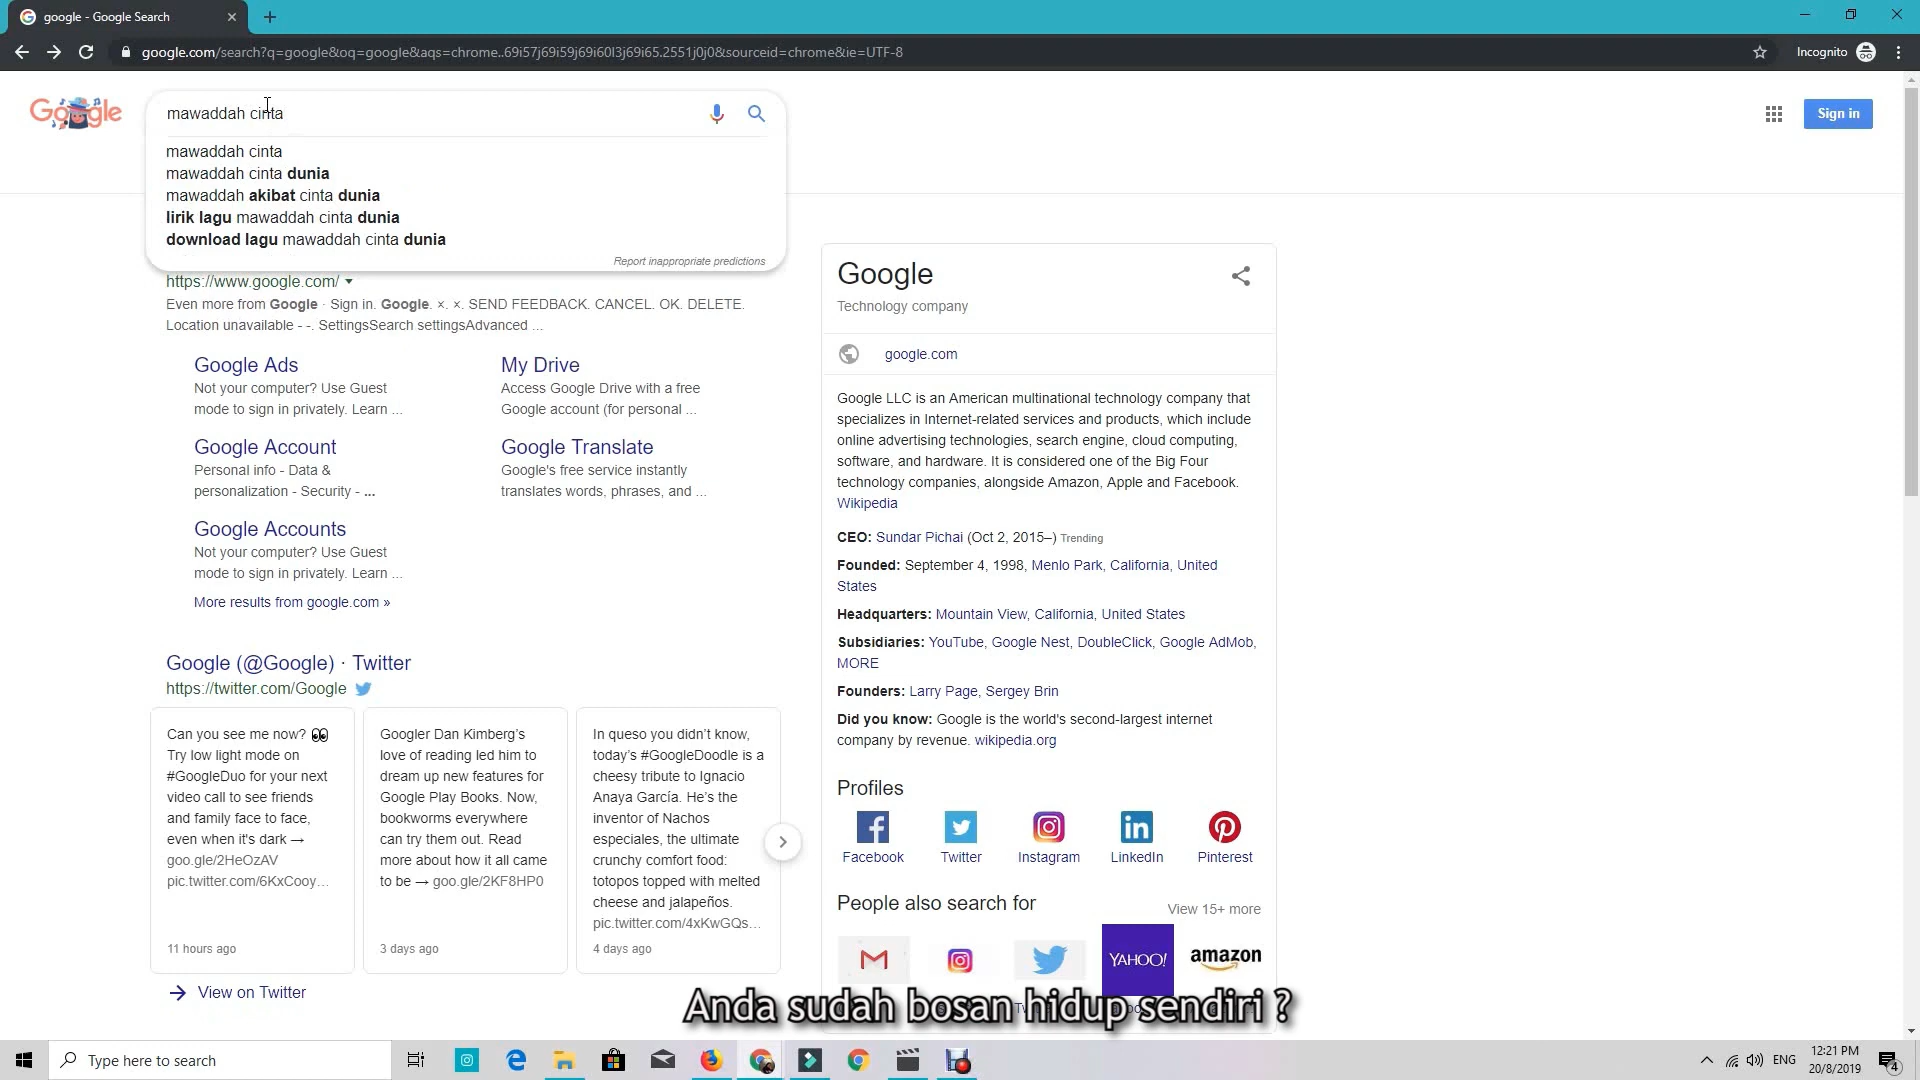 google - Google Search
google.com/search?q=google&oq=google&aqs=chrome..69i57j69i59j69i60l3j69i65.2551j0j0&sourceid=chrome&ie=UTF-8
Incognito
Google
mawaddah cinta
Sign in
mawaddah cinta
mawaddah cinta dunia
mawaddah akibat cinta dunia
lirik lagu mawaddah cinta dunia
download lagu mawaddah cinta dunia
Report inappropriate predictions
https://www.google.com/
Even more from Google · Sign in. Google. ×. ×. SEND FEEDBACK. CANCEL. OK. DELETE.
Location unavailable - -. SettingsSearch settingsAdvanced ...
Google Ads
Not your computer? Use Guest
mode to sign in privately. Learn ...
My Drive
Access Google Drive with a free
Google account (for personal ...
Google Account
Personal info - Data &
personalization - Security - ...
Google Translate
Google's free service instantly
translates words, phrases, and ...
Google Accounts
Not your computer? Use Guest
mode to sign in privately. Learn ...
More results from google.com »
Google (@Google) · Twitter
https://twitter.com/Google
Can you see me now? 👀
Try low light mode on
#GoogleDuo for your next
video call to see friends
and family face to face,
even when it's dark →
goo.gle/2HeOzAV
pic.twitter.com/6KxCooy...
11 hours ago
Googler Dan Kimberg's
love of reading led him to
dream up new features for
Google Play Books. Now,
bookworms everywhere
can try them out. Read
more about how it all came
to be → goo.gle/2KF8HP0
3 days ago
In queso you didn't know,
today's #GoogleDoodle is a
cheesy tribute to Ignacio
Anaya García. He's the
inventor of Nachos
especiales, the ultimate
crunchy comfort food:
totopos topped with melted
cheese and jalapeños.
pic.twitter.com/4xKwGQs...
4 days ago
View on Twitter
Google
Technology company
google.com
Google LLC is an American multinational technology company that
specializes in Internet-related services and products, which include
online advertising technologies, search engine, cloud computing,
software, and hardware. It is considered one of the Big Four
technology companies, alongside Amazon, Apple and Facebook.
Wikipedia
CEO: Sundar Pichai (Oct 2, 2015–) Trending
Founded: September 4, 1998, Menlo Park, California, United
States
Headquarters: Mountain View, California, United States
Subsidiaries: YouTube, Google Nest, DoubleClick, Google AdMob,
MORE
Founders: Larry Page, Sergey Brin
Did you know: Google is the world's second-largest internet
company by revenue. wikipedia.org
Profiles
Facebook
Twitter
Instagram
LinkedIn
Pinterest
People also search for
View 15+ more
YAHOO!
amazon
Anda sudah bosan hidup sendiri ?
Type here to search
ENG
12:21 PM
20/8/2019
4